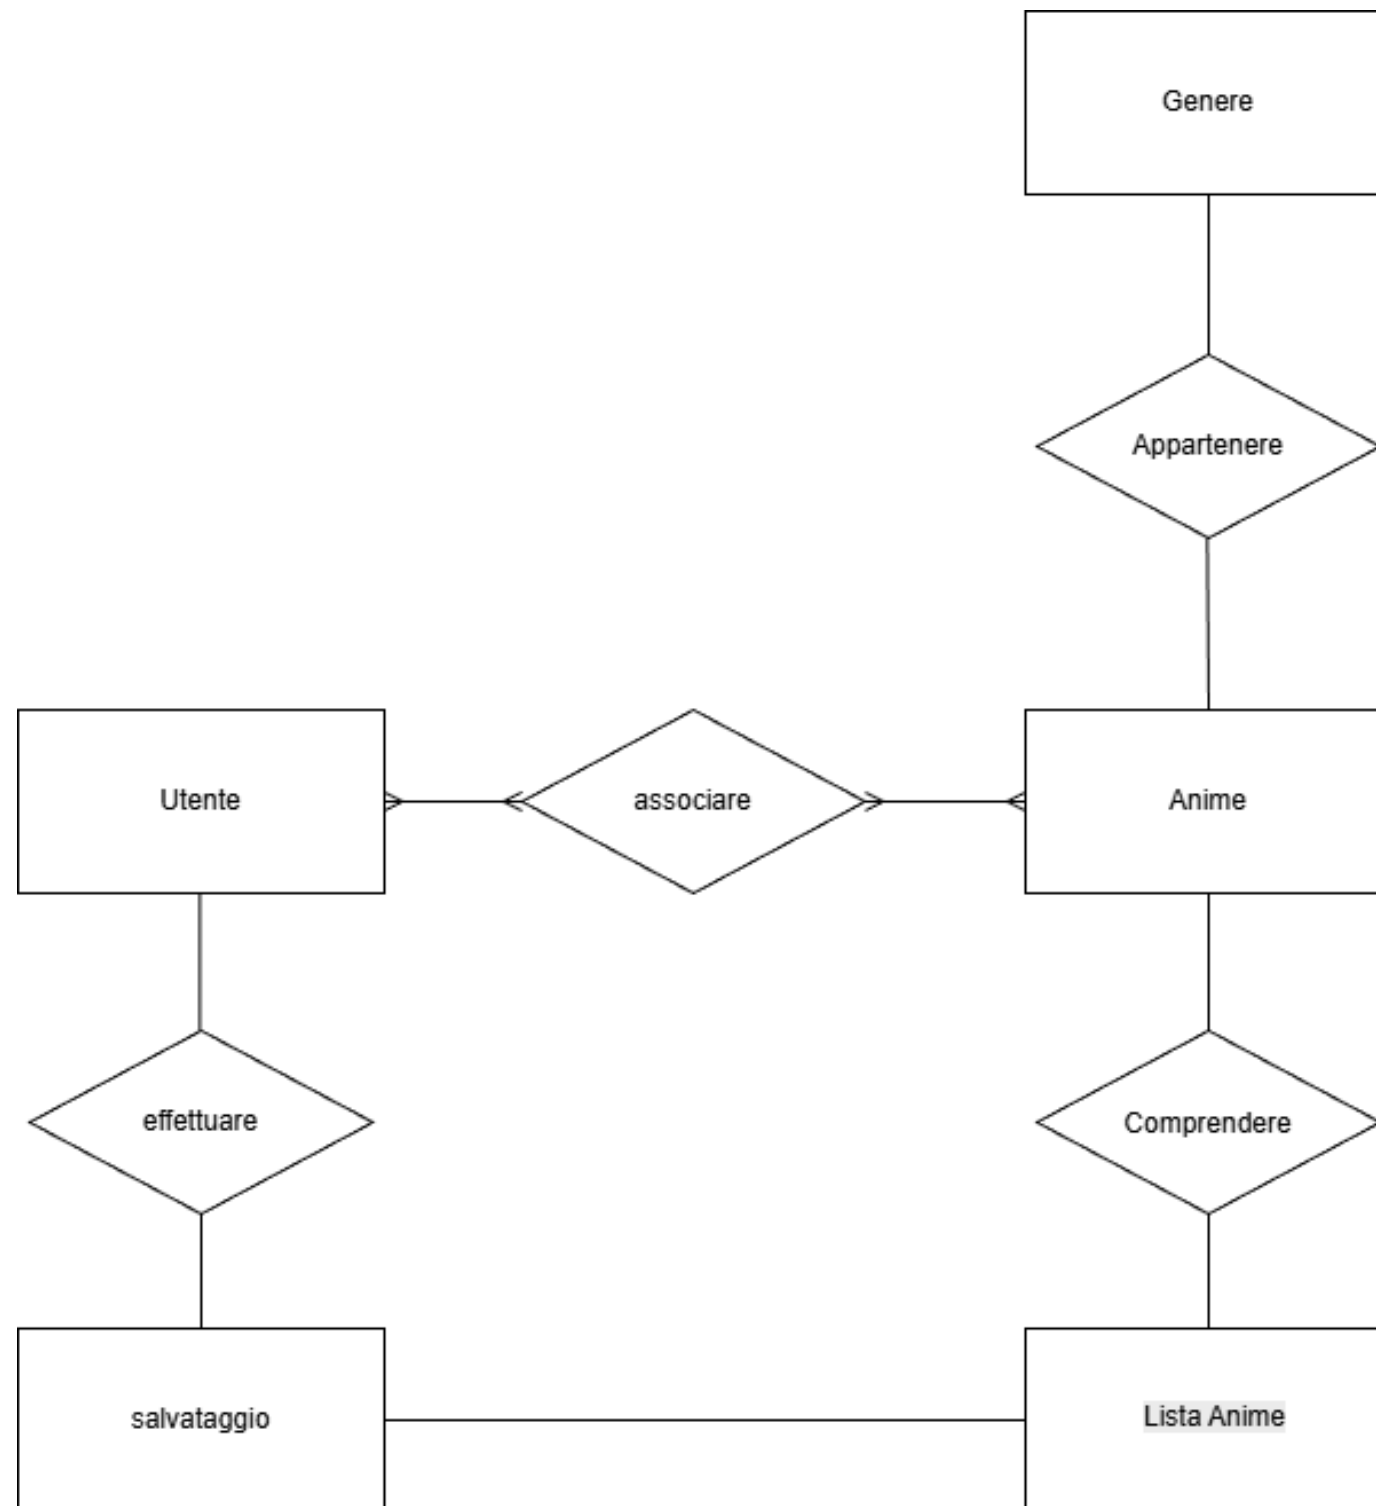 Genere
Appartenere
Utente
associare
Anime
effettuare
Comprendere
salvataggio
Lista Anime